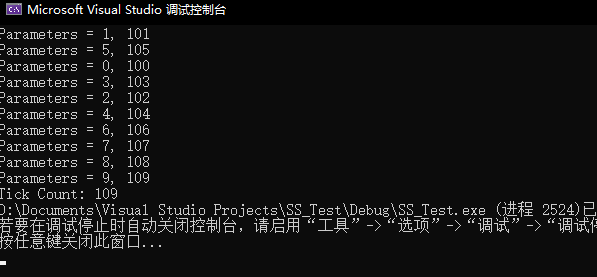 Microsoft Visual Studio 调试控制台
Parameters = 1, 101
Parameters = 5, 105
Parameters = 0, 100
Parameters = 3, 103
Parameters = 2, 102
Parameters = 4, 104
Parameters = 6, 106
Parameters = 7, 107
Parameters = 8, 108
Parameters = 9, 109
Tick Count: 109
D:\Documents\Visual Studio Projects\SS_Test\Debug\SS_Test.exe (进程 2524)已
若要在调试停止时自动关闭控制台，请启用“工具”->“选项”->“调试”->“调试停
按任意键关闭此窗口...